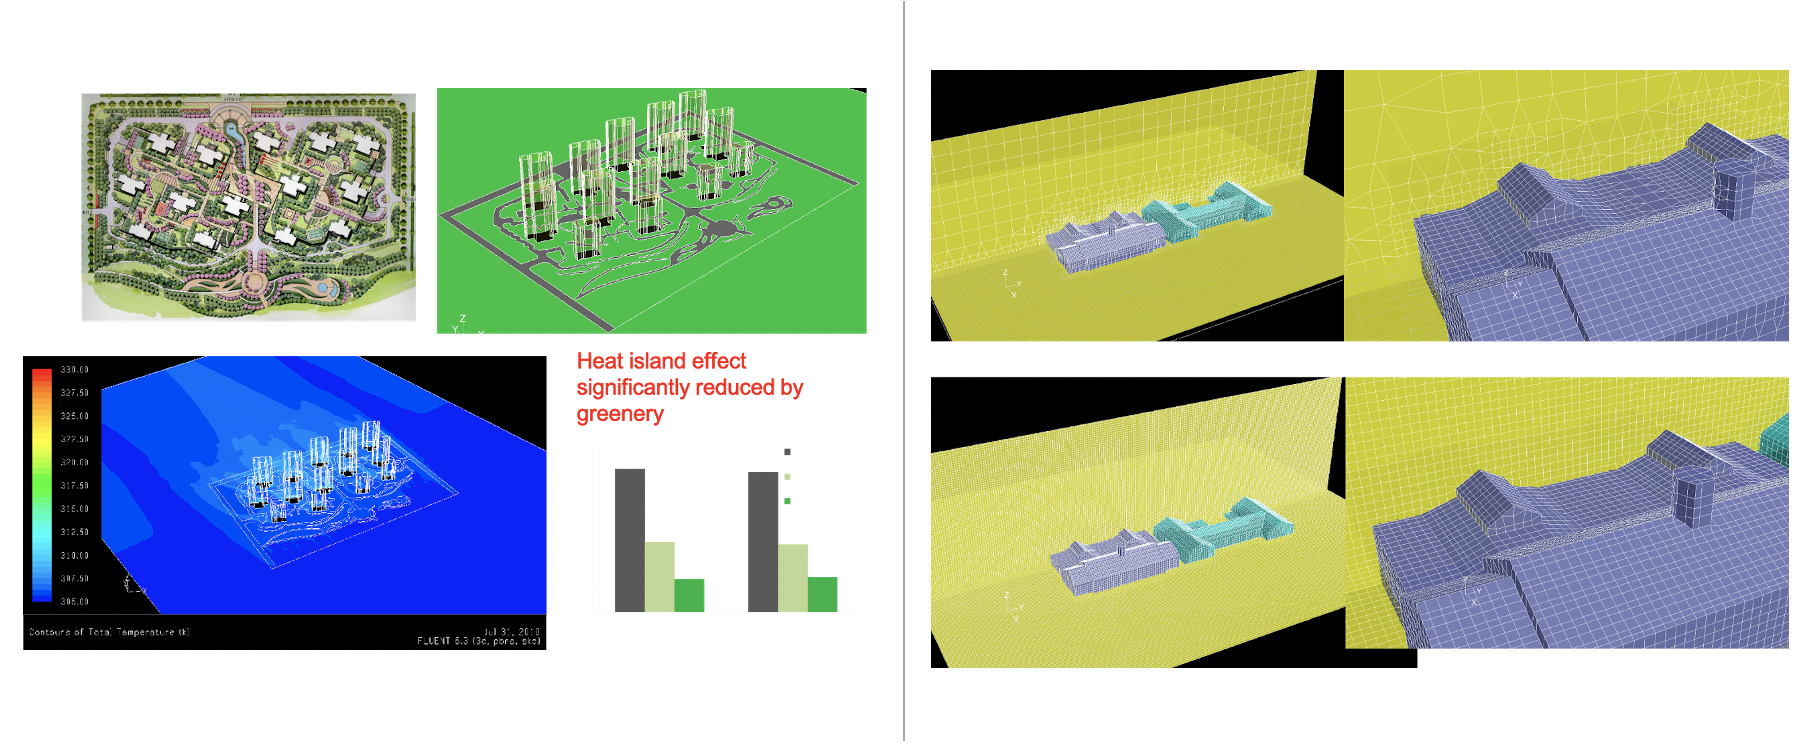 Z
Y
X
Heat island effect
significantly reduced by
greenery
330.00
327.50
325.00
322.50
320.00
317.50
315.00
312.50
310.00
307.50
305.00
Contours of Total Temperature (k)
Jul 31, 2010
FLUENT 6.3 (3d, pbns, ske)
Z
Y
X
Z
Y
X
Z
Y
X
Z
Y
X